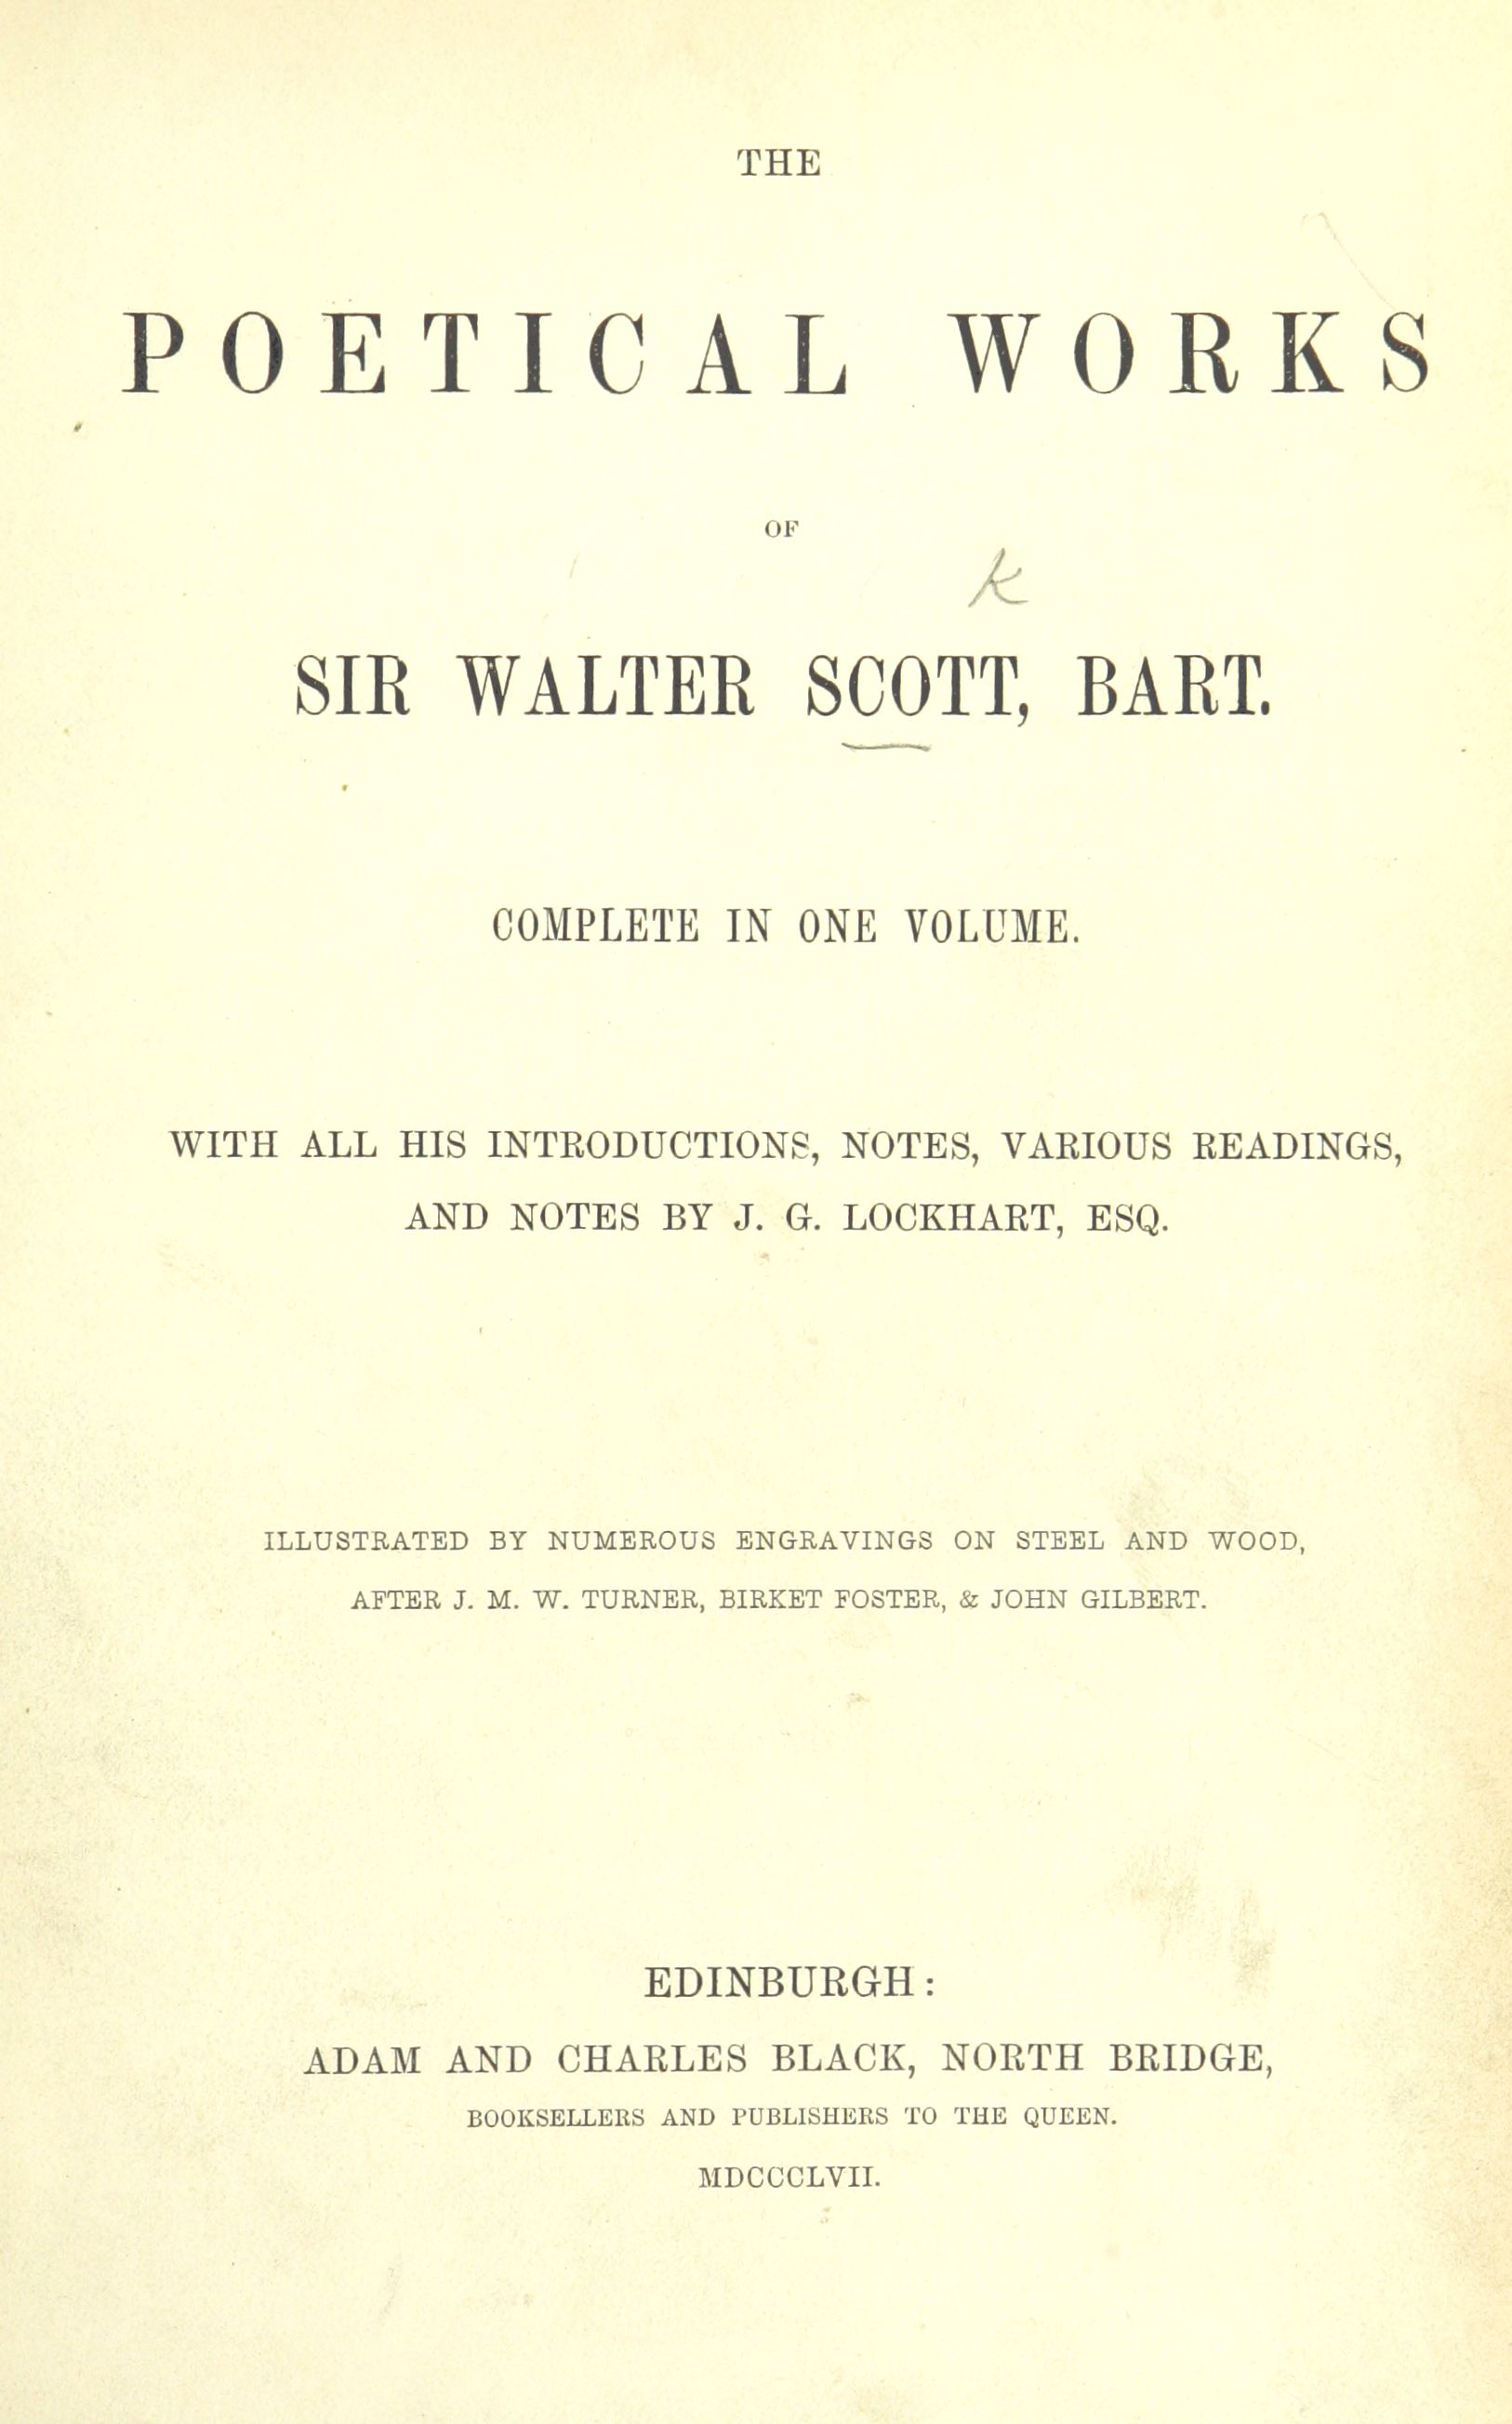 THE
POETICAL WORKS
OF
k
SIR WALTER SCOTT, BART.
COMPLETE IN ONE VOLUME.
WITH ALL HIS INTRODUCTIONS, NOTES, VARIOUS READINGS,
AND NOTES BY J. G. LOCKHART, ESQ.
ILLUSTRATED BY NUMEROUS ENGRAVINGS ON STEEL AND WOOD,
AFTER J. M. W. TURNER, BIRKET FOSTER, & JOHN GILBERT.
EDINBURGH:
ADAM AND CHARLES BLACK, NORTH BRIDGE,
BOOKSELLERS AND PUBLISHERS TO THE QUEEN.
MDCCCLVII.